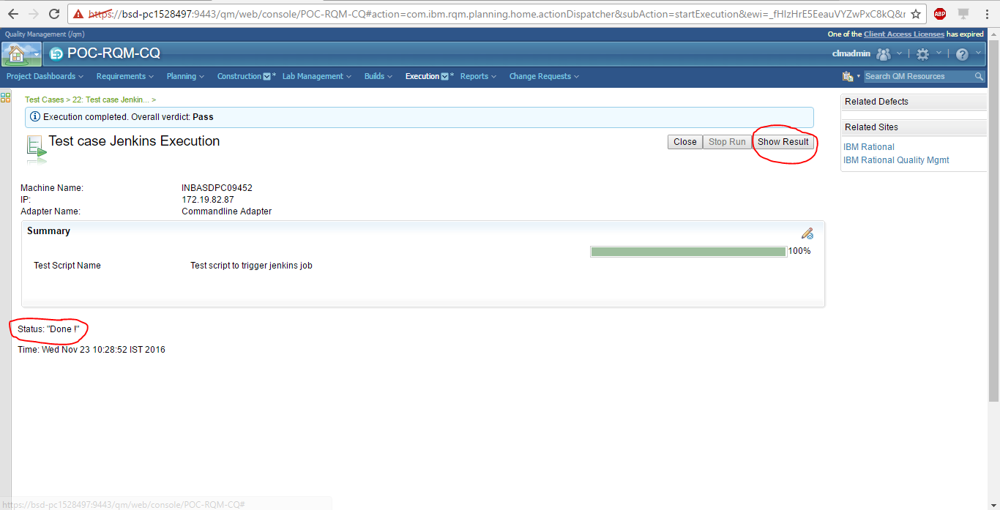 https://bsd-pc1528497:9443/qm/web/console/POC-RQM-CQ#action=com.ibm.rqm.planning.home.actionDispatcher&subAction=startExecution&ewi=_fHIzHrE5EeauVYZwPxC8kQ&r
ABP
Quality Management (/qm)
One of the Client Access Licenses has expired
POC-RQM-CQ
clmadmin
Project Dashboards Requirements Planning Construction * Lab Management Builds Execution * Reports Change Requests
Search QM Resources
Test Cases > 22: Test case Jenkin... >
Execution completed. Overall verdict: Pass
Test case Jenkins Execution
Close Stop Run Show Result
Machine Name: INBASDPC09452
IP: 172.19.82.87
Adapter Name: Commandline Adapter
Summary
100%
Test Script Name Test script to trigger jenkins job
Status: "Done !"
Time: Wed Nov 23 10:28:52 IST 2016
Related Defects
Related Sites
IBM Rational
IBM Rational Quality Mgmt
https://bsd-pc1528497:9443/qm/web/console/POC-RQM-CQ#